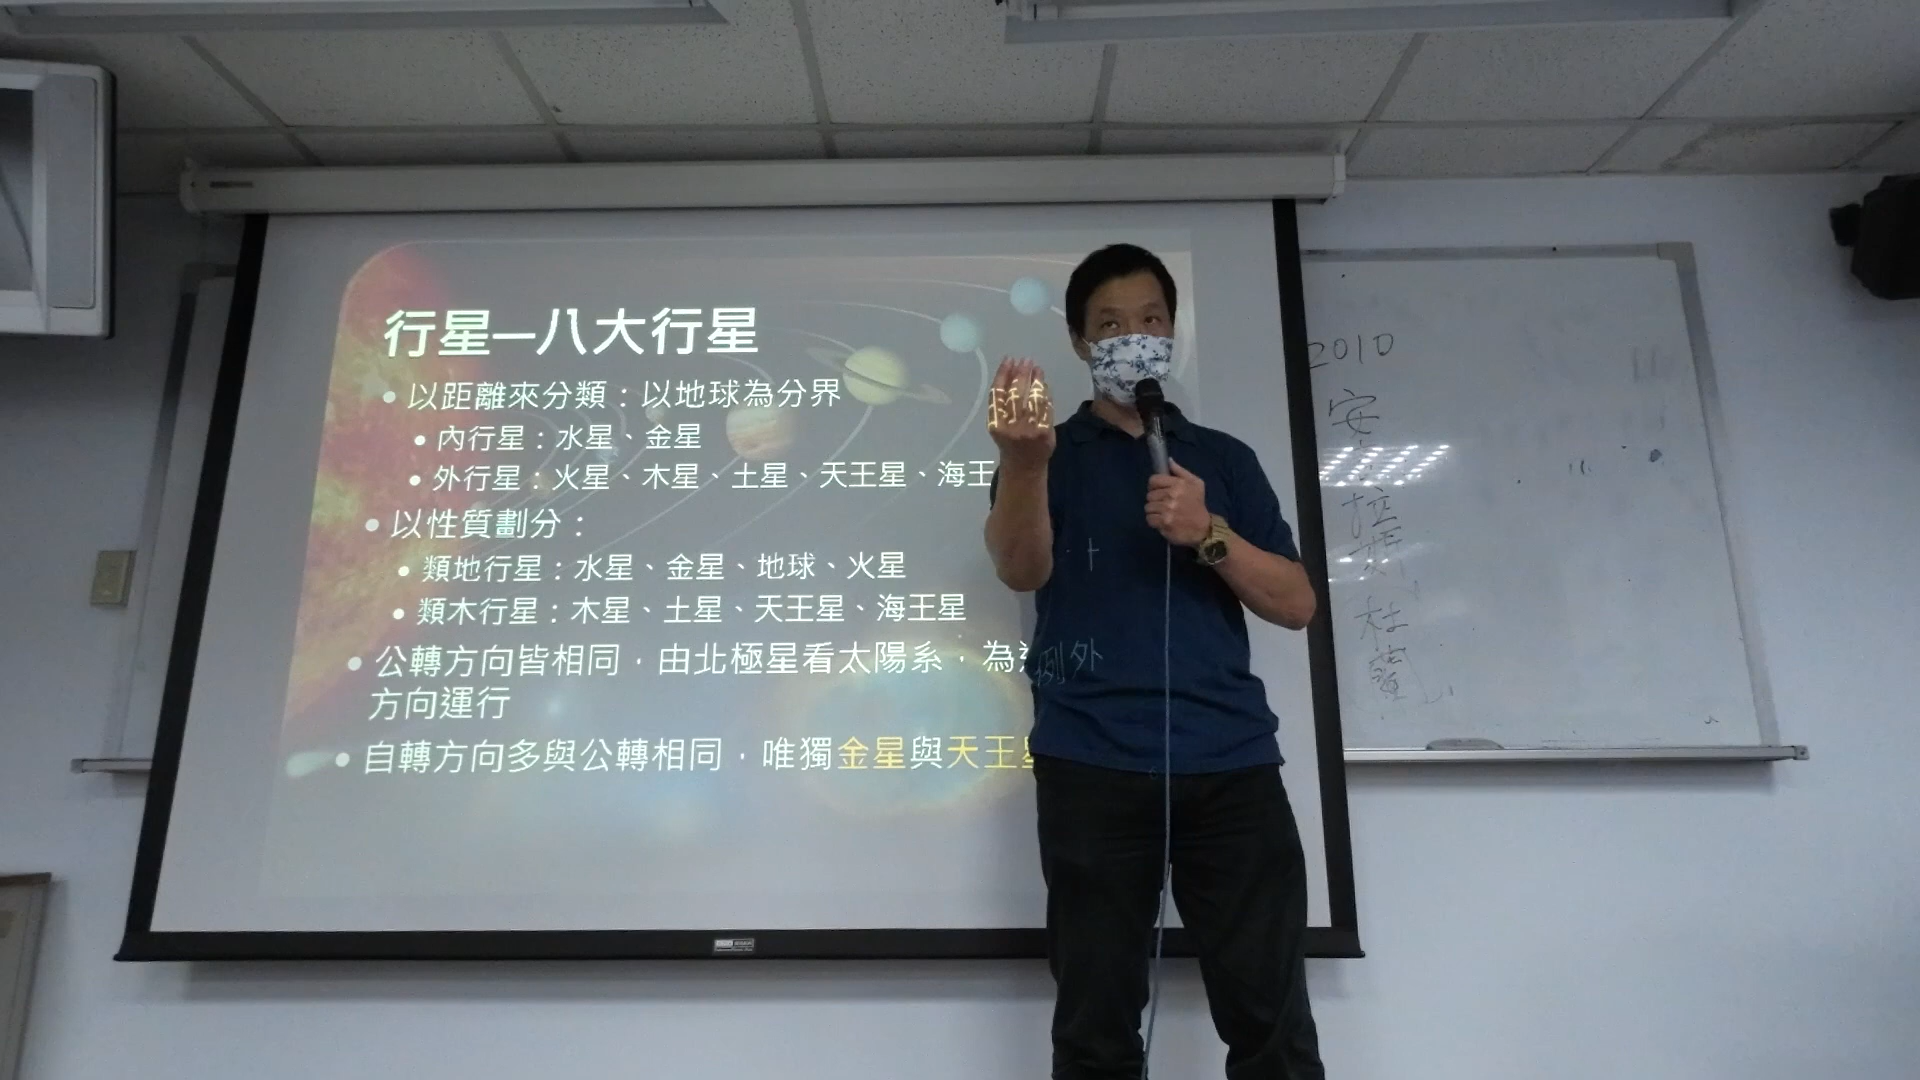 行星—八大行星
以距離來分類：以地球為分界
內行星：水星、金星
外行星：火星、木星、土星、天王星、海王
以性質劃分：
類地行星：水星、金星、地球、火星
類木行星：木星、土星、天王星、海王星
公轉方向皆相同，由北極星看太陽系，為
方向運行
自轉方向多與公轉相同，唯獨金星與天王星
例外
2010
安
拉
杜